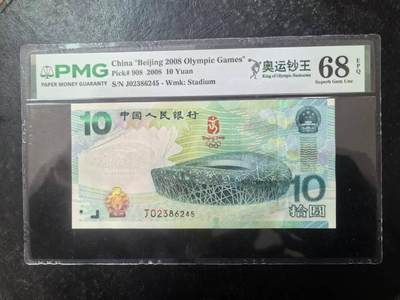 PMG
PAPER MONEY GUARANTY
China "Beijing 2008 Olympic Games"
Pick# 908 2008 10 Yuan
S/N J02386245 - Wmk: Stadium
奥运钞王
King of Olympic Banknotes
68 EPQ
Superb Gem Unc
10
中国人民银行
Beijing 2008
J02386245
10
拾圆